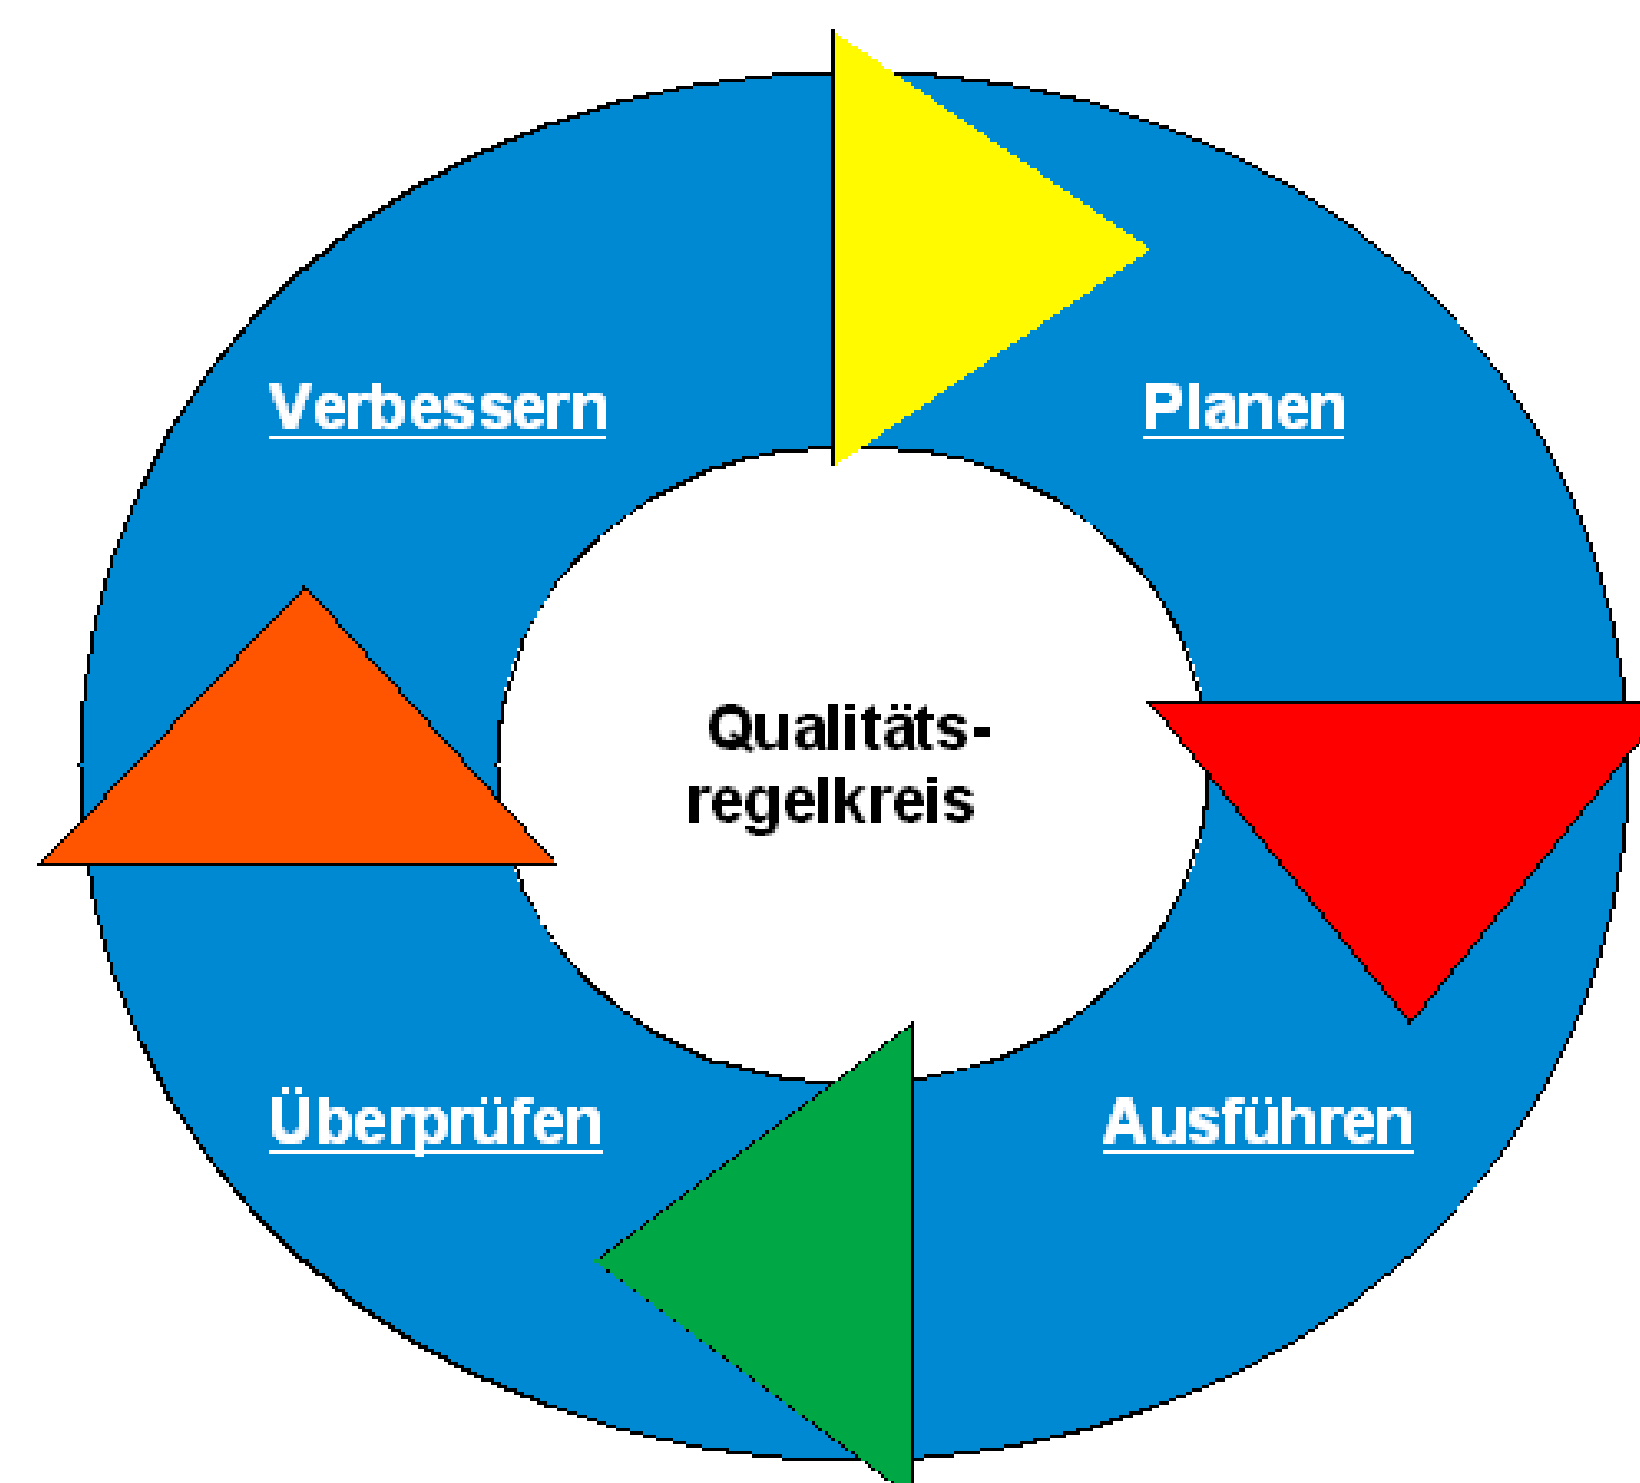 Verbessern
Planen
Qualitäts-
regelkreis
Überprüfen
Ausführen